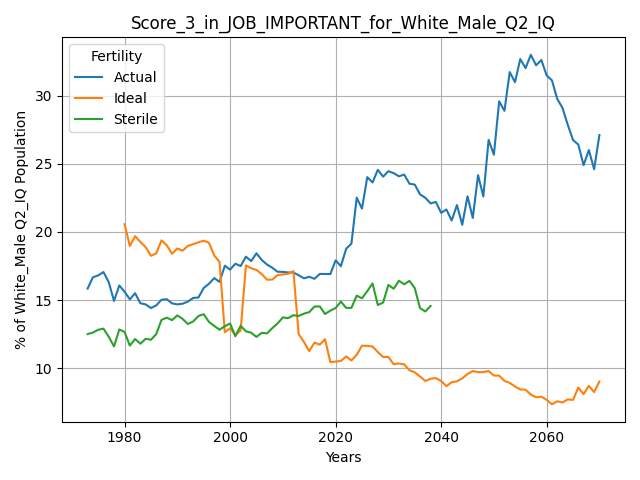 Score_3_in_JOB_IMPORTANT_for_White_Male_Q2_IQ
Fertility
Actual
Ideal
Sterile
% of White_Male Q2_IQ Population
30
25
20
15
10
1980
2000
2020
2040
2060
Years